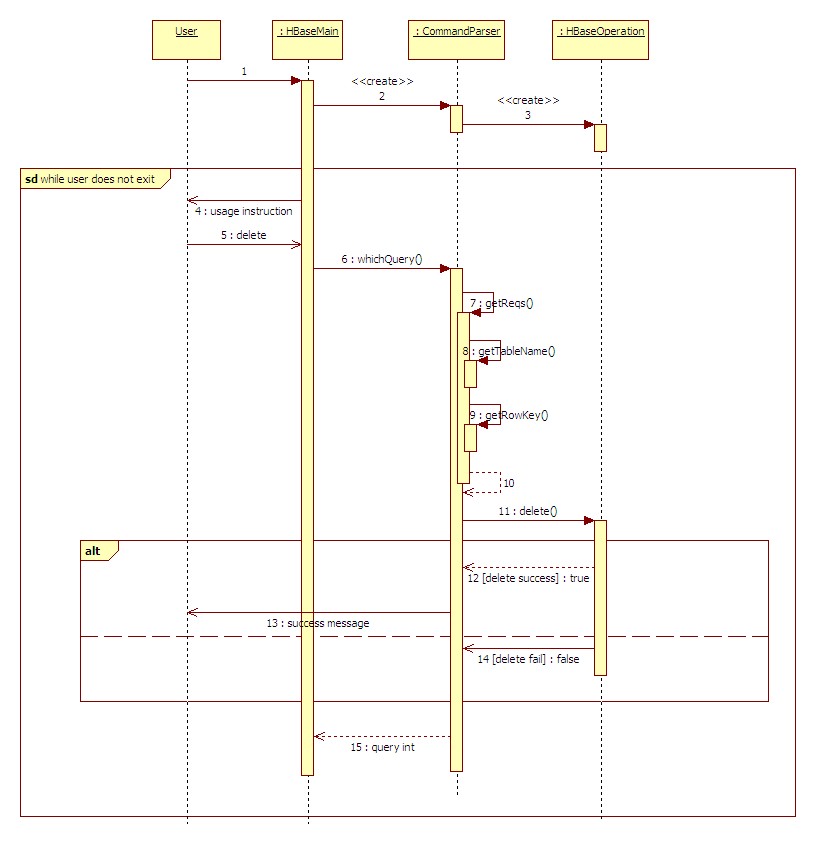 User
: HBaseMain
: CommandParser
: HBaseOperation
1
<<create>>
2
<<create>>
3
sd while user does not exit
4 : usage instruction
5 : delete
6 : whichQuery()
7 : getReqs()
8 : getTableName()
9 : getRowKey()
10
11 : delete()
alt
12 [delete success] : true
13 : success message
14 [delete fail] : false
15 : query int